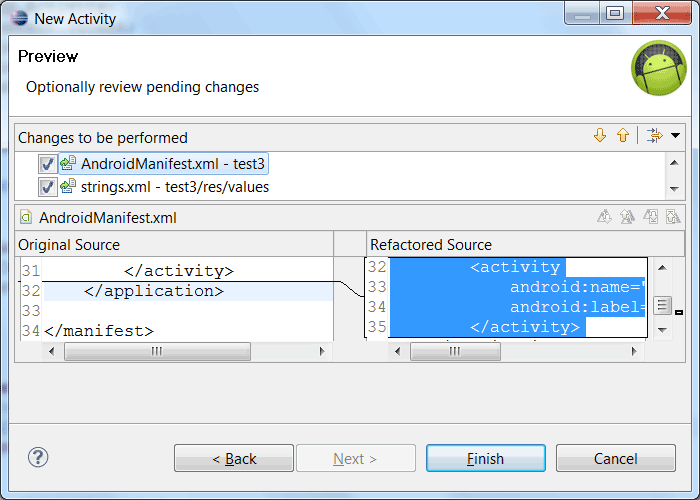 New Activity
Preview
Optionally review pending changes
Changes to be performed
AndroidManifest.xml - test3
strings.xml - test3/res/values
AndroidManifest.xml
Original Source
31 </activity>
32 </application>
33
34 </manifest>
Refactored Source
32 <activity
33 android:name="
34 android:label=
35 </activity>
?
< Back
Next >
Finish
Cancel